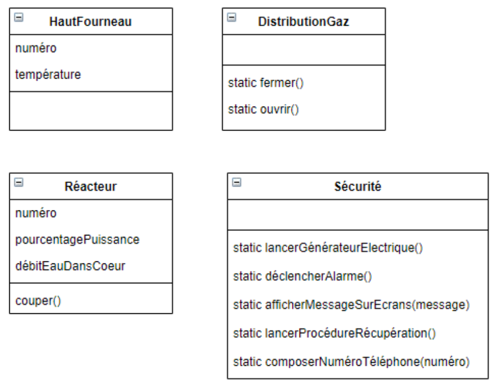 HautFourneau
numéro
température
DistributionGaz
static fermer()
static ouvrir()
Réacteur
numéro
pourcentagePuissance
débitEauDansCoeur
couper()
Sécurité
static lancerGénérateurElectrique()
static déclencherAlarme()
static afficherMessageSurEcrans(message)
static lancerProcédureRécupération()
static composerNuméroTéléphone(numéro)